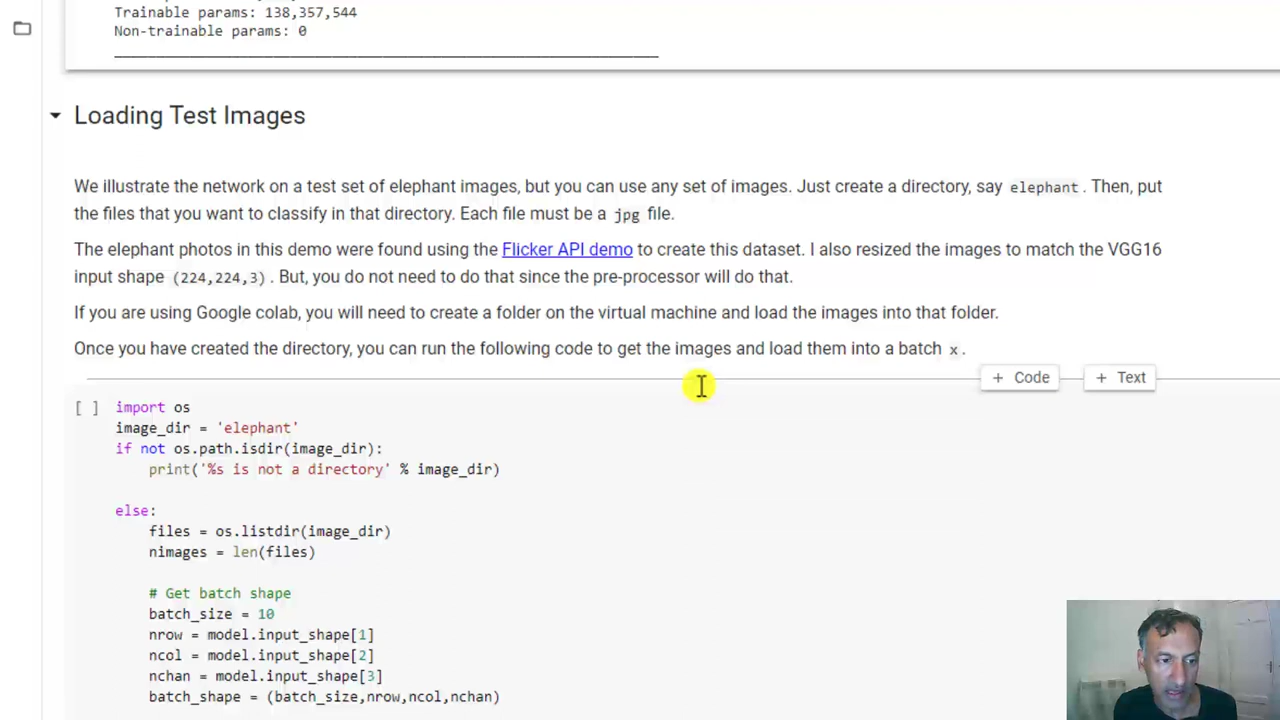 Trainable params: 138,357,544
Non-trainable params: 0
Loading Test Images
We illustrate the network on a test set of elephant images, but you can use any set of images. Just create a directory, say elephant. Then, put
the files that you want to classify in that directory. Each file must be a jpg file.
The elephant photos in this demo were found using the Flicker API demo to create this dataset. I also resized the images to match the VGG16
input shape (224,224,3). But, you do not need to do that since the pre-processor will do that.
If you are using Google colab, you will need to create a folder on the virtual machine and load the images into that folder.
Once you have created the directory, you can run the following code to get the images and load them into a batch x.
+ Code + Text
[ ] import os
image_dir = 'elephant'
if not os.path.isdir(image_dir):
print('%s is not a directory' % image_dir)
else:
files = os.listdir(image_dir)
nimages = len(files)
# Get batch shape
batch_size = 10
nrow = model.input_shape[1]
ncol = model.input_shape[2]
nchan = model.input_shape[3]
batch_shape = (batch_size,nrow,ncol,nchan)